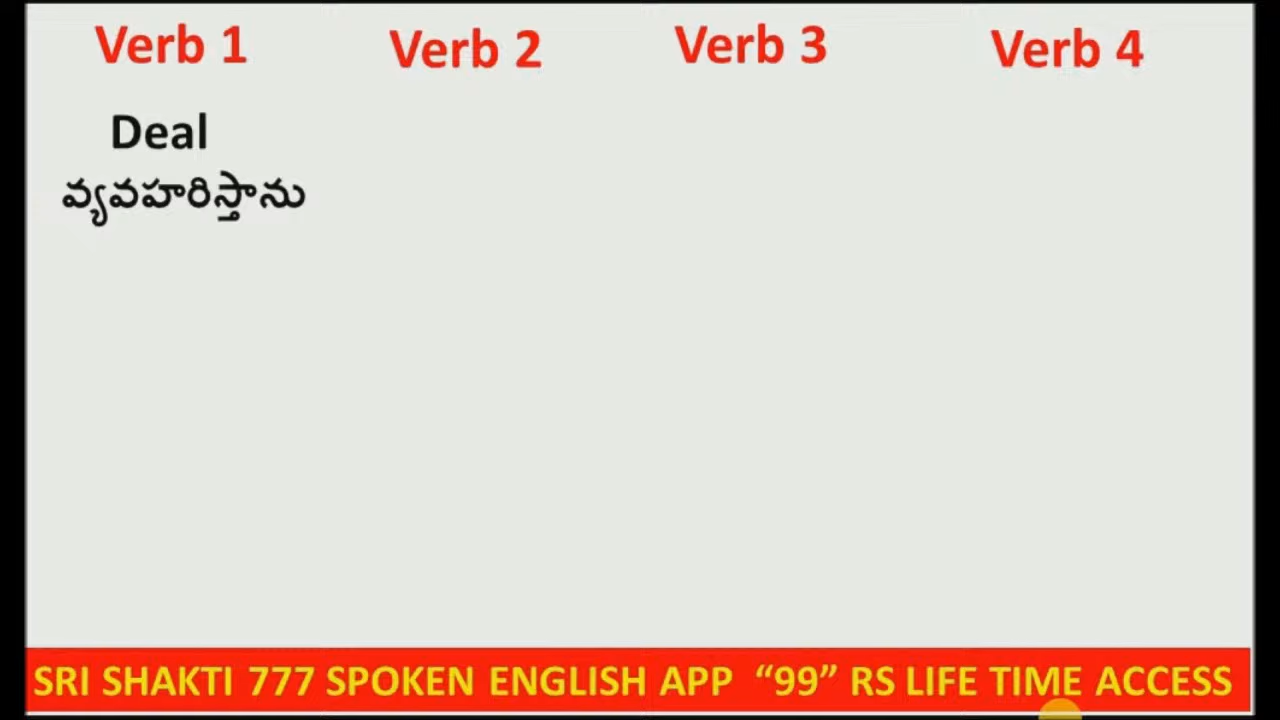 Verb 1 Verb 2 Verb 3 Verb 4
Deal
వ్యవహరిస్తాను
SRI SHAKTI 777 SPOKEN ENGLISH APP “99” RS LIFE TIME ACCESS